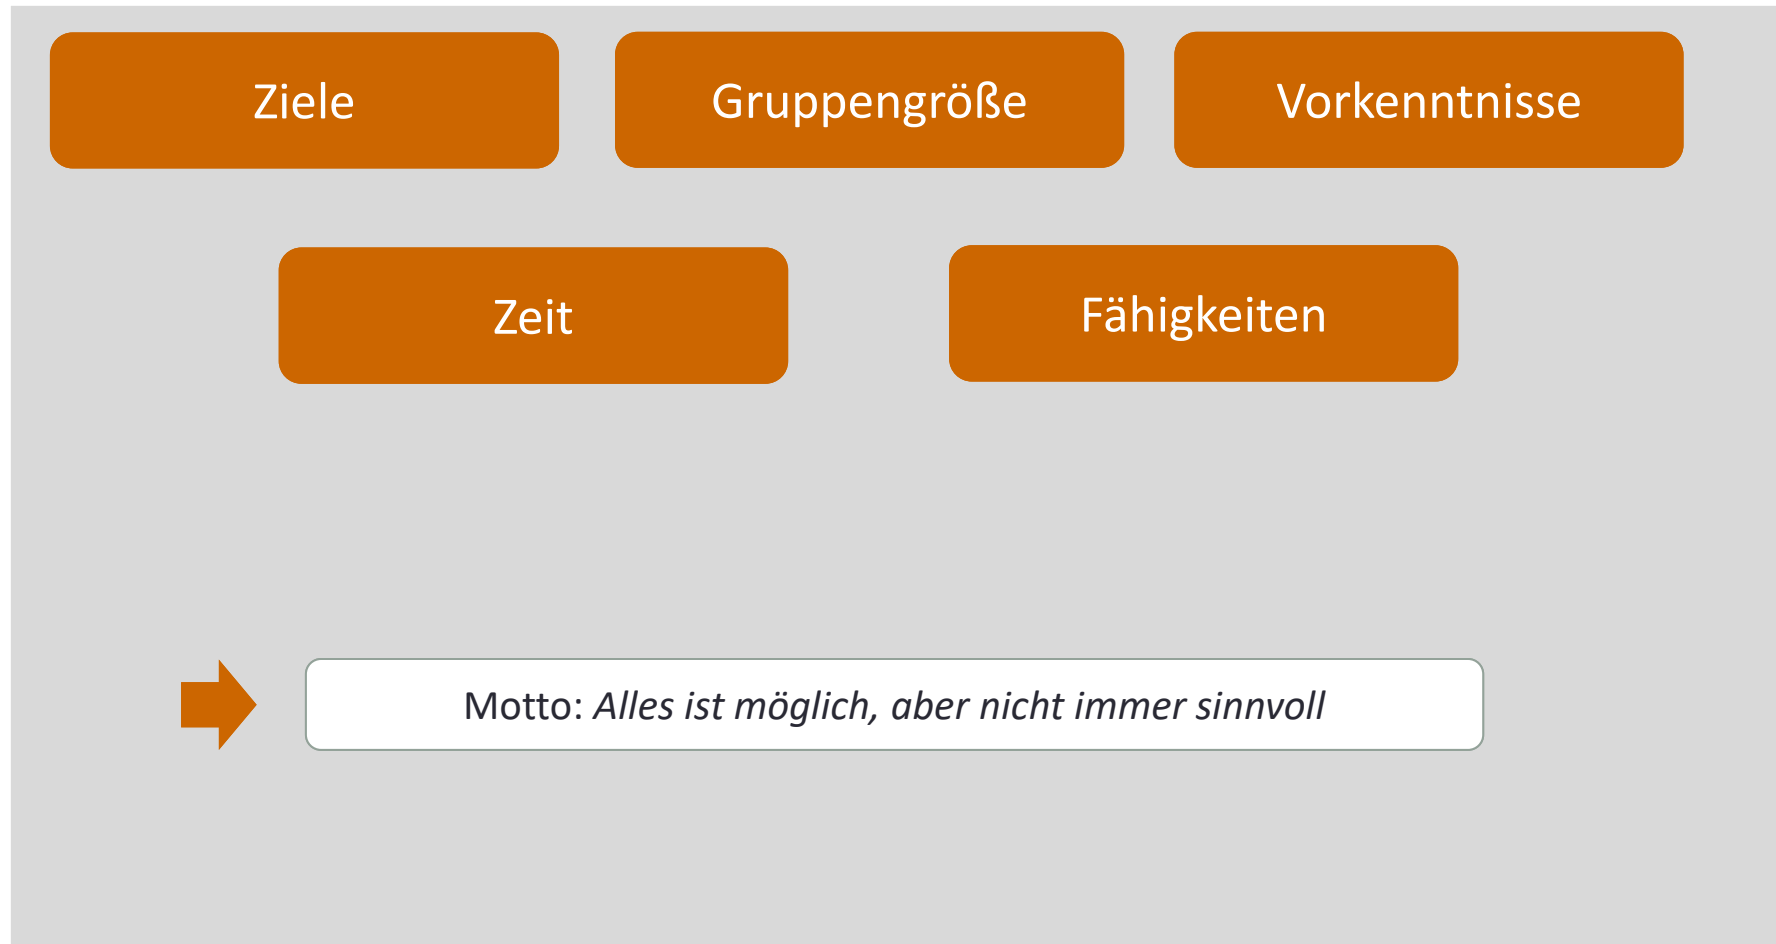 Ziele
Gruppengröße
Vorkenntnisse
Zeit
Fähigkeiten
Motto: Alles ist möglich, aber nicht immer sinnvoll